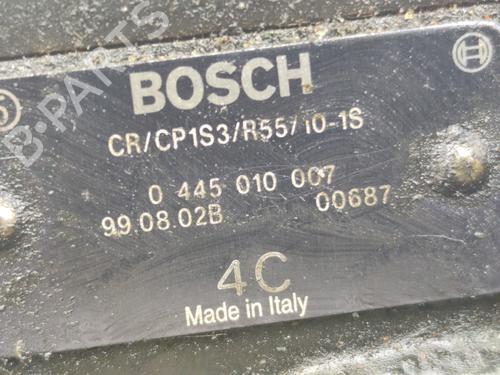 BOSCH
CR/CP1S3/R55/10-1S
0 445 010 007
99.08.02B 00687
4C
Made in Italy
B-PARTS